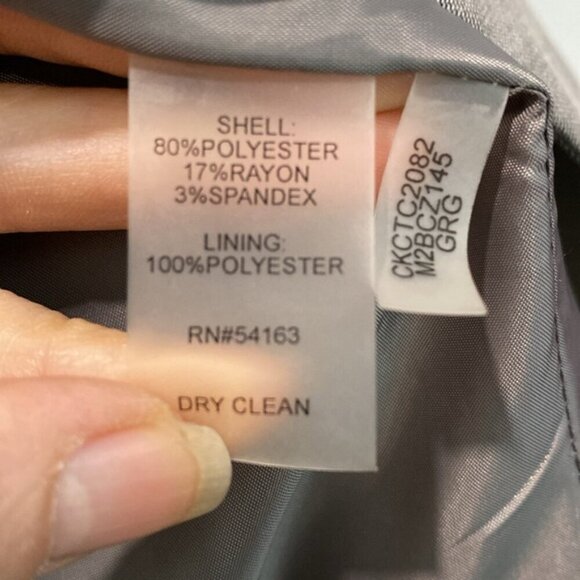 SHELL:
80%POLYESTER
17%RAYON
3%SPANDEX
LINING:
100%POLYESTER
RN#54163
DRY CLEAN
CKCTC2082
M2BCZ145
GRG